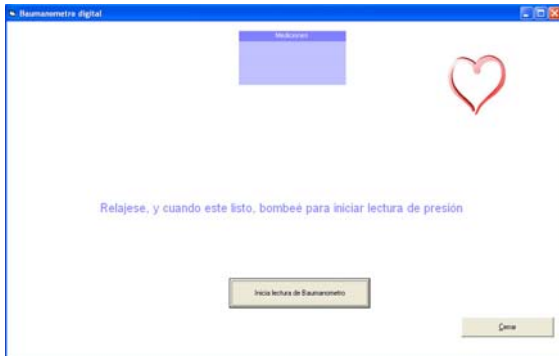 Baumanometro digital
Mediciones
Relajese, y cuando este listo, bombeé para iniciar lectura de presión
Inicia lectura de Baumanometro
Cerrar